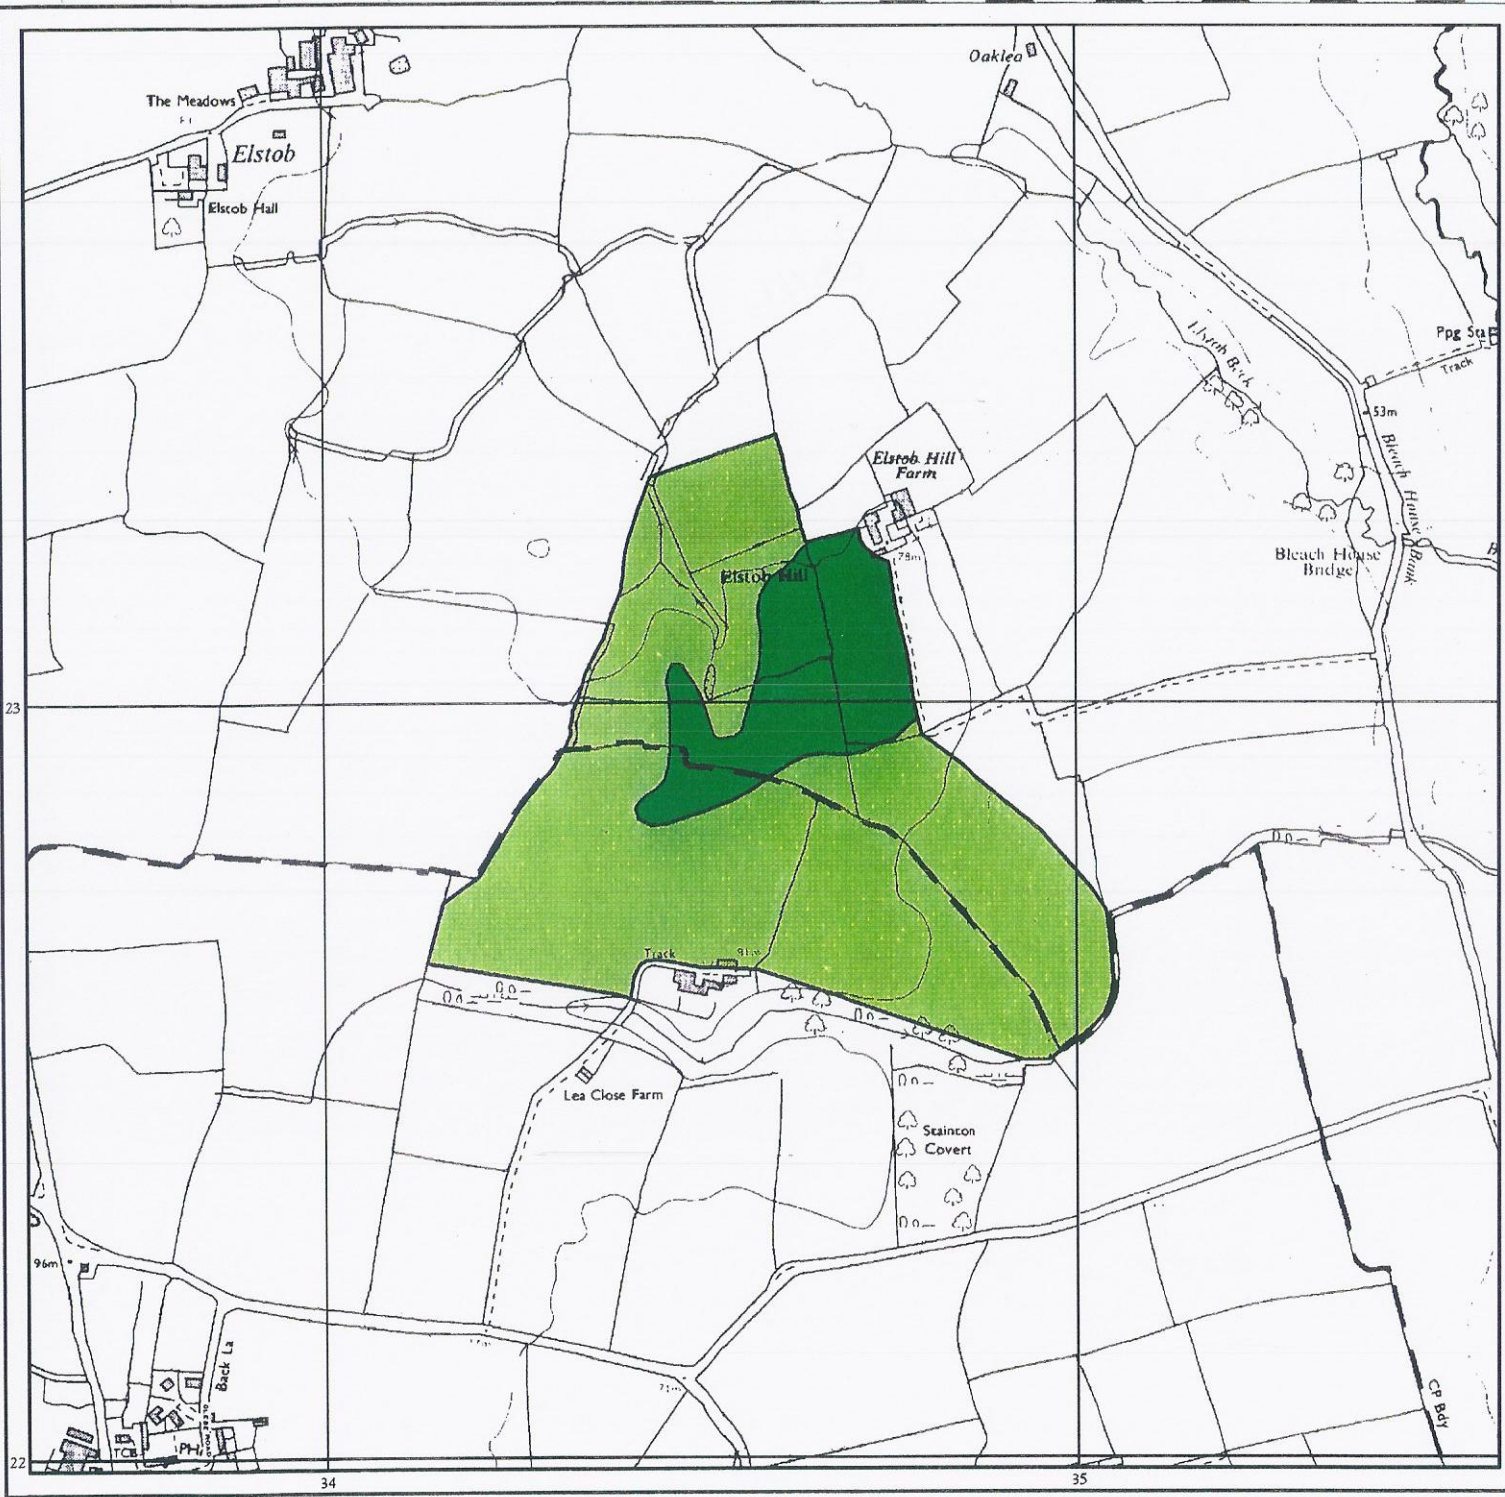 Oaklea
The Meadows
Elstob
Elstob Hall
Ppg Sta
Track
53m
Bleach House Bank
Elstob Hill
Farm
78m
Bleach House
Bridge
Elstob Hill
23
Track
91m
Lea Close Farm
Stainton
Covert
96m
Back La
71m
TCB
PH
CP Bdy
22
34
35